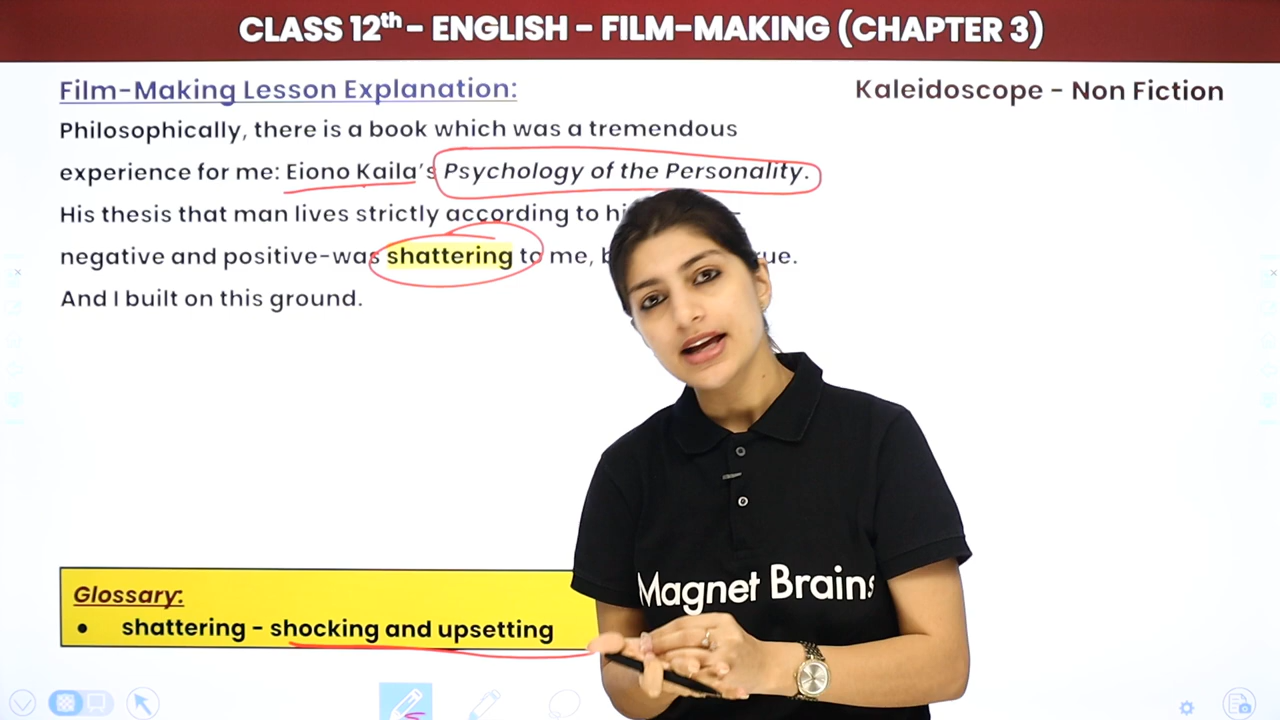 CLASS 12th - ENGLISH - FILM-MAKING (CHAPTER 3)
Film-Making Lesson Explanation:
Kaleidoscope - Non Fiction
Philosophically, there is a book which was a tremendous
experience for me: Eiono Kaila's Psychology of the Personality.
His thesis that man lives strictly according to
negative and positive-was shattering to me,
And I built on this ground.
Glossary:
• shattering - shocking and upsetting
Magnet Brains